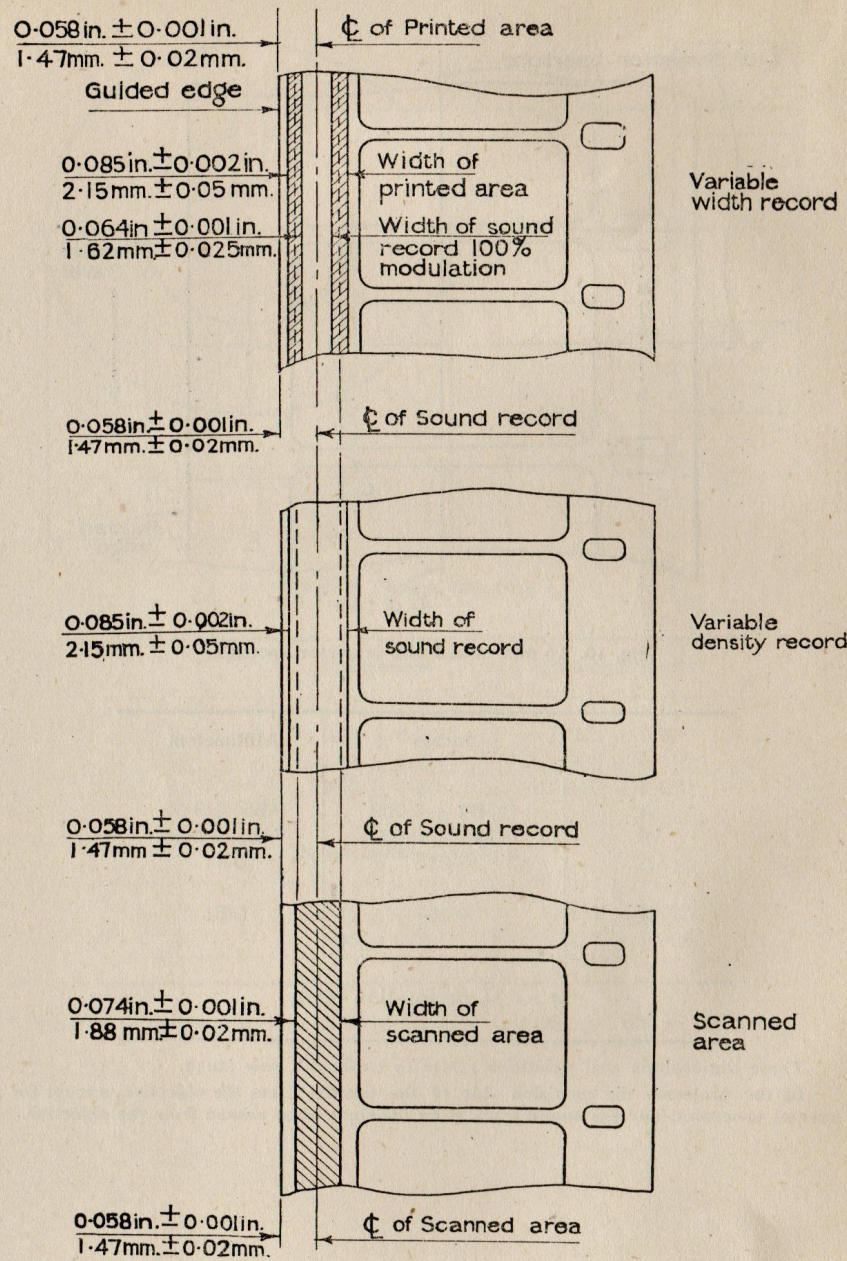 0·058in. ±0·001in. ℄ of Printed area
1·47mm. ± 0·02mm.
Guided edge
0·085in.±0·002in. Width of
2·15mm.±0·05mm. printed area
0·064in ±0·001in. Width of sound
1·62mm±0·025mm. record 100%
modulation
Variable
width record
0·058in± 0·001in. ℄ of Sound record
1·47mm.± 0·02mm.
0·085in.± 0·002in. Width of
2·15mm. ± 0·05mm. sound record
Variable
density record
0·058in.± 0·001in. ℄ of Sound record
1·47mm ± 0·02mm.
0·074in.± 0·001in. Width of
1·88 mm±0·02mm. scanned area
Scanned
area
0·058in.±0·001in. ℄ of Scanned area
1·47mm.±0·02mm.